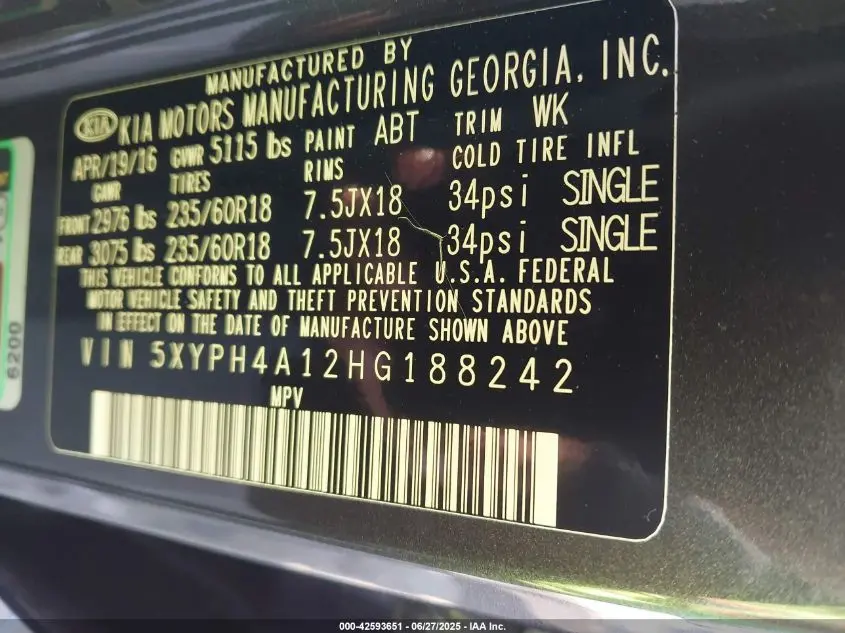 MANUFACTURED BY
KIA KIA MOTORS MANUFACTURING GEORGIA, INC.
APR/19/16 GVWR 5115 lbs PAINT ABT TRIM WK
GAWR TIRES RIMS COLD TIRE INFL
FRONT 2976 lbs 235/60R18 7.5JX18 34psi SINGLE
REAR 3075 lbs 235/60R18 7.5JX18 34psi SINGLE
THIS VEHICLE CONFORMS TO ALL APPLICABLE U.S.A. FEDERAL
MOTOR VEHICLE SAFETY AND THEFT PREVENTION STANDARDS
IN EFFECT ON THE DATE OF MANUFACTURE SHOWN ABOVE
VIN 5XYPH4A12HG188242
MPV
6200
000-42593651 - 06/27/2025 - IAA Inc.